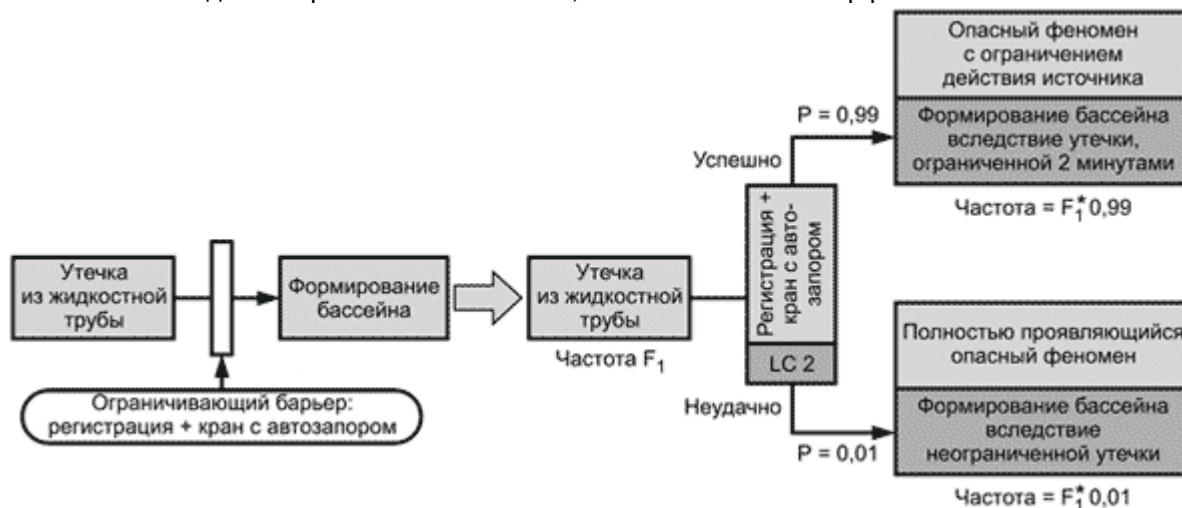 Опасный феномен
с ограничением
действия источника
P = 0,99
Формирование бассейна
вследствие утечки,
ограниченной 2 минутами
Успешно
Частота = F₁* 0,99
Утечка
из жидкостной
трубы
Формирование
бассейна
Утечка
из жидкостной
трубы
Частота F₁
Регистрация +
кран с авто-
запором
LC 2
Ограничивающий барьер:
регистрация + кран с автозапором
Неудачно
P = 0,01
Полностью проявляющийся
опасный феномен
Формирование бассейна
вследствие
неограниченной утечки
Частота = F₁* 0,01